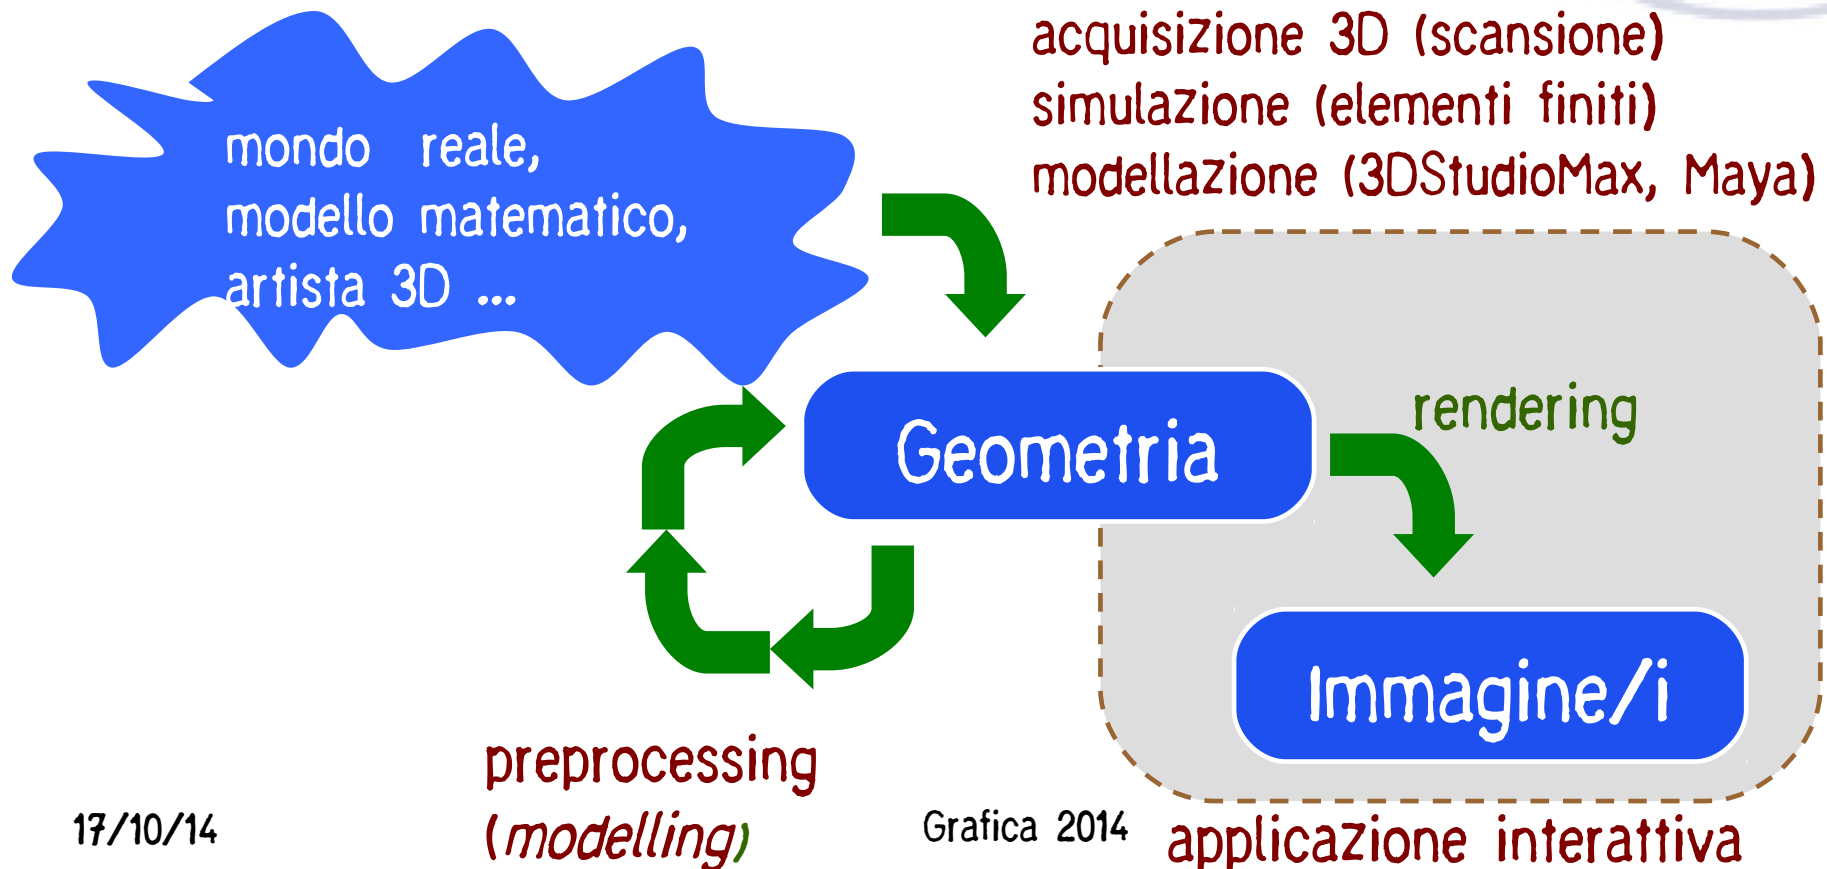 acquisizione 3D (scansione)
simulazione (elementi finiti)
modellazione (3DStudioMax, Maya)
mondo reale,
modello matematico,
artista 3D ...
Geometria
rendering
Immagine/i
preprocessing
(modelling)
17/10/14
Grafica 2014
applicazione interattiva